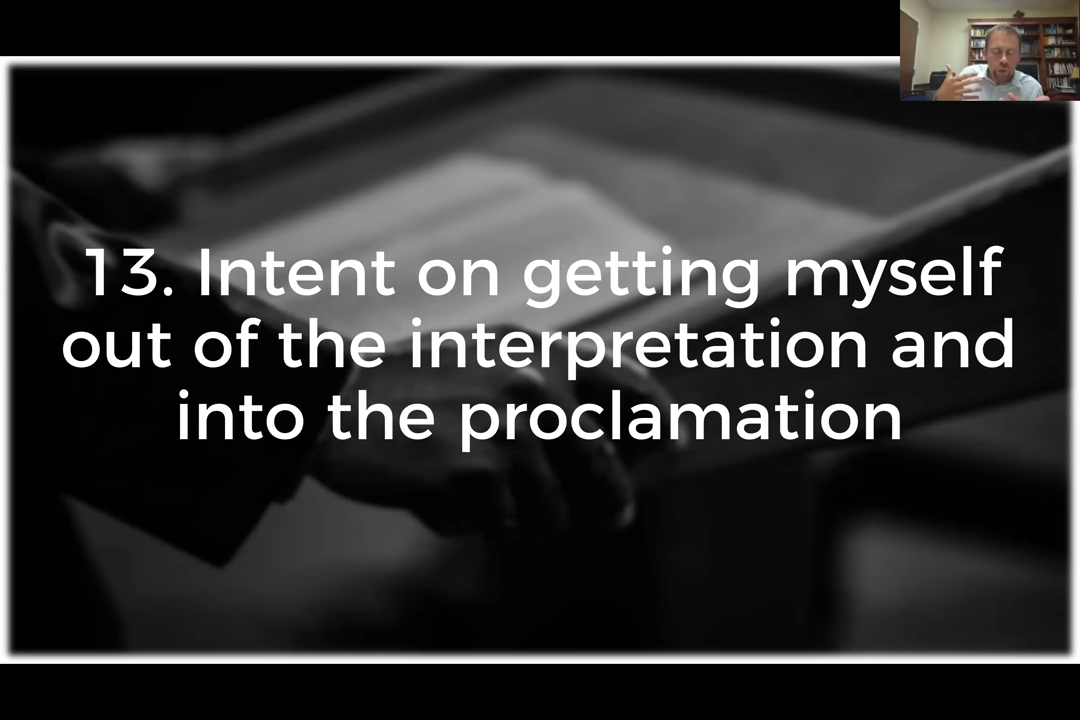 13. Intent on getting myself
out of the interpretation and
into the proclamation